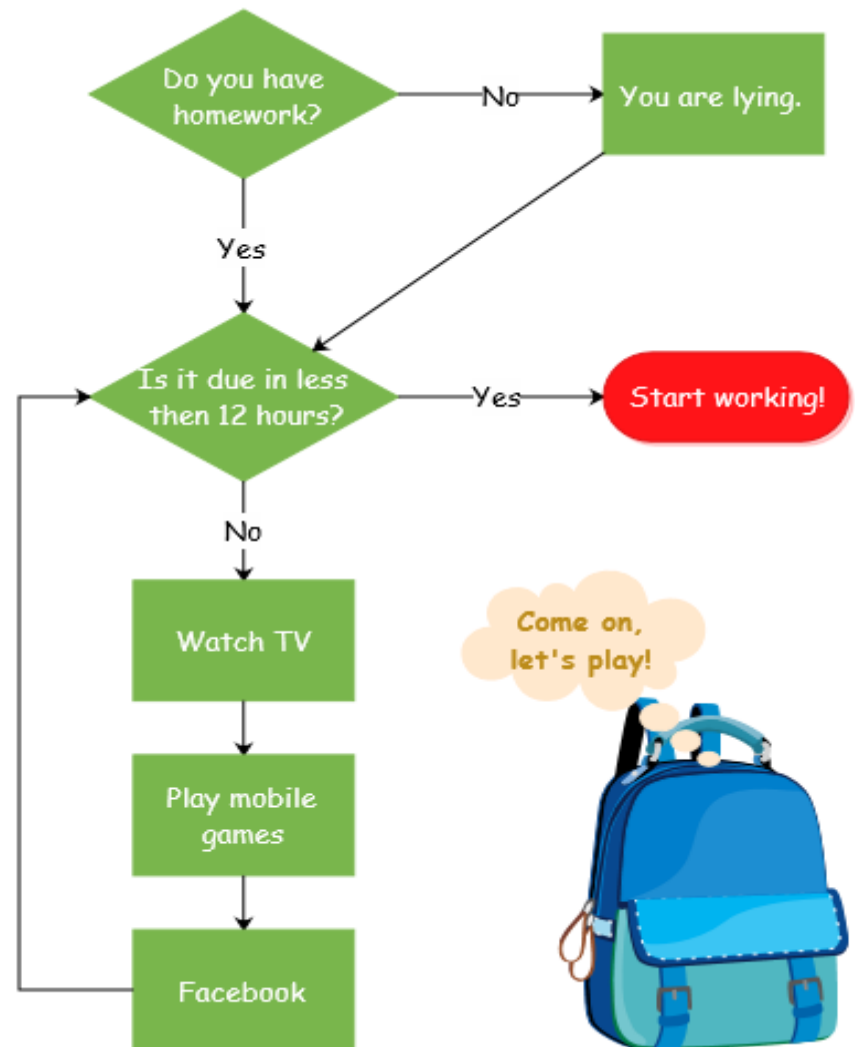 Do you have
homework?
No
You are lying.
Yes
Is it due in less
then 12 hours?
Yes
Start working!
No
Watch TV
Come on,
let's play!
Play mobile
games
Facebook